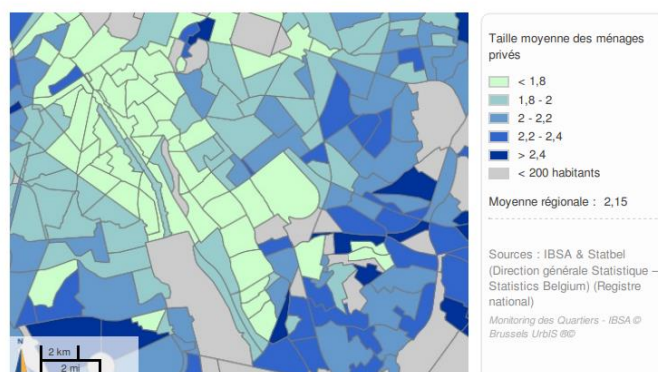 Taille moyenne des ménages
privés
< 1,8
1,8 - 2
2 - 2,2
2,2 - 2,4
> 2,4
< 200 habitants
Moyenne régionale : 2,15
Sources : IBSA & Statbel
(Direction générale Statistique –
Statistics Belgium) (Registre
national)
Monitoring des Quartiers - IBSA ©
Brussels UrbIS ®©
N
2 km
2 mi